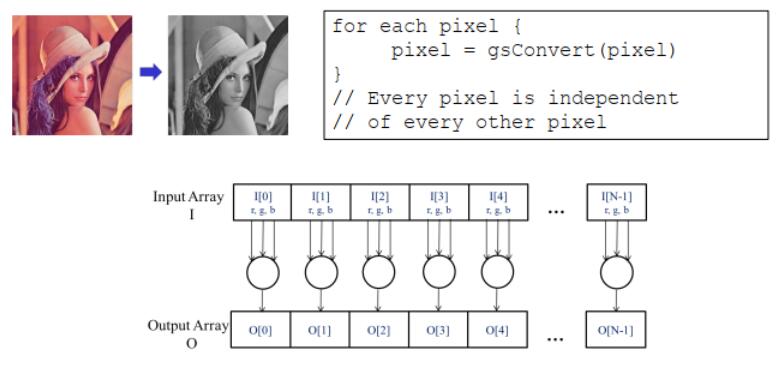 for each pixel {
pixel = gsConvert(pixel)
}
// Every pixel is independent
// of every other pixel
Input Array
I
I[0] I[1] I[2] I[3] I[4] ... I[N-1]
r, g, b r, g, b r, g, b r, g, b r, g, b r, g, b
Output Array
O
O[0] O[1] O[2] O[3] O[4] ... O[N-1]